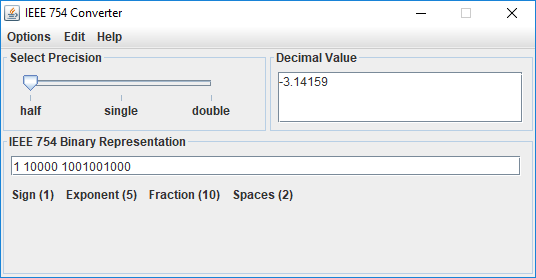 IEEE 754 Converter
Options Edit Help
Select Precision
half single double
Decimal Value
-3.14159
IEEE 754 Binary Representation
1 10000 1001001000
Sign (1) Exponent (5) Fraction (10) Spaces (2)